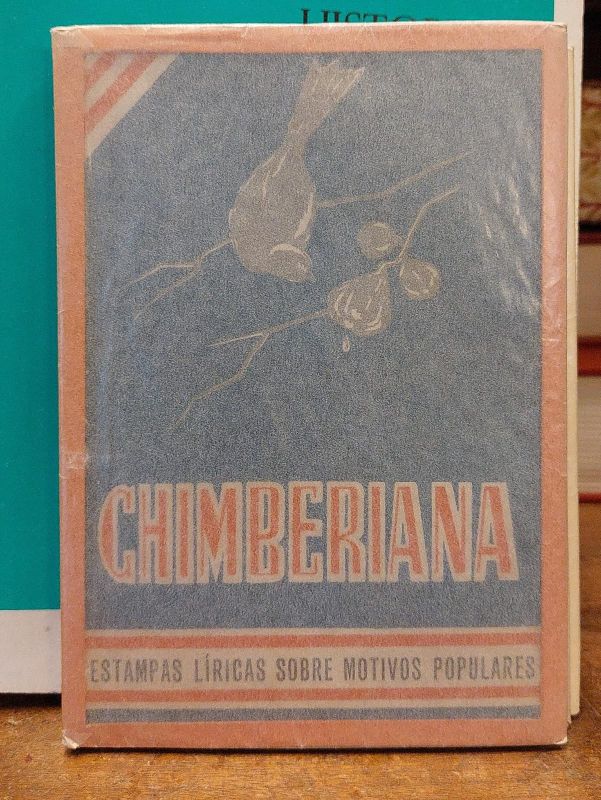 CHIMBERIANA
ESTAMPAS LÍRICAS SOBRE MOTIVOS POPULARES